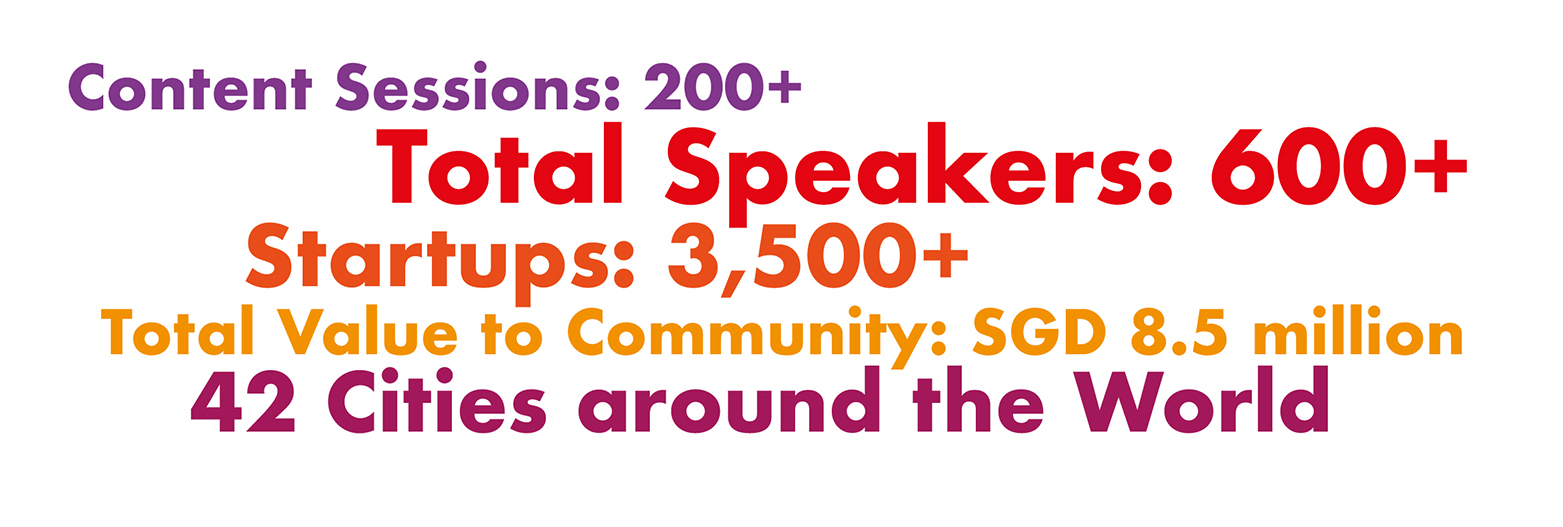 Content Sessions: 200+
Total Speakers: 600+
Startups: 3,500+
Total Value to Community: SGD 8.5 million
42 Cities around the World